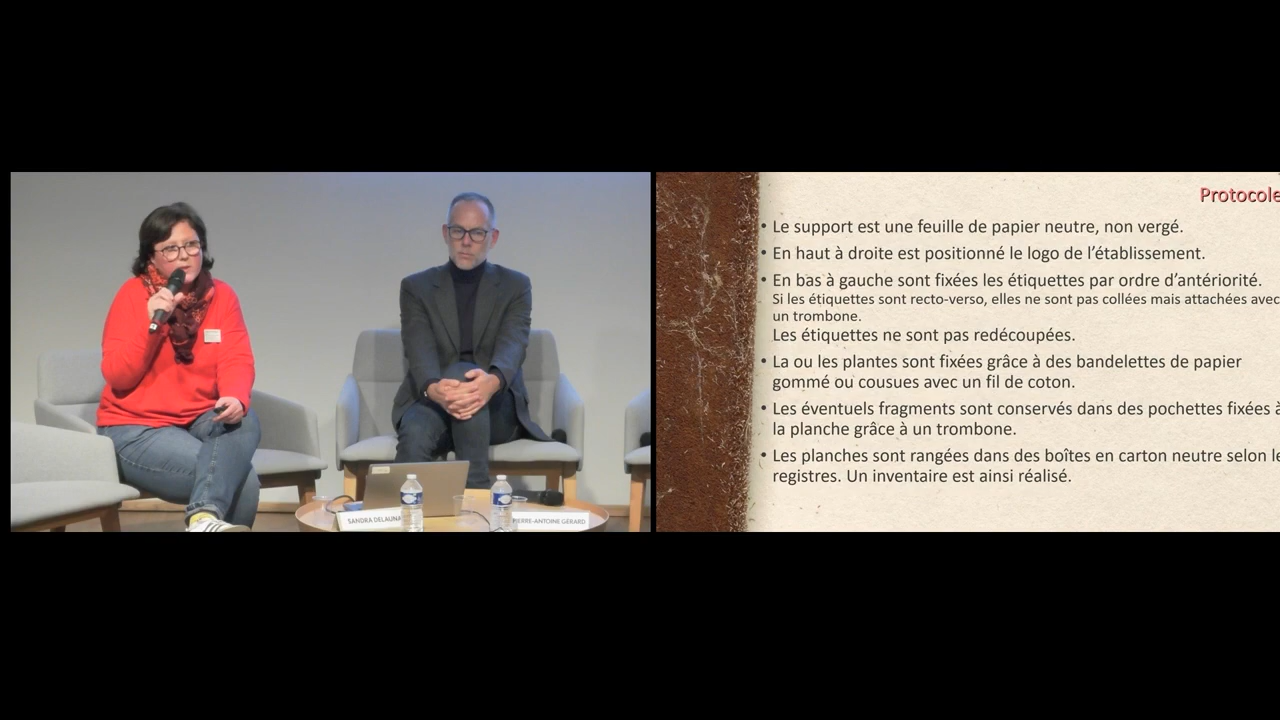 SANDRA DELAUNA
PIERRE-ANTOINE GÉRARD
Protocole
• Le support est une feuille de papier neutre, non vergé.
• En haut à droite est positionné le logo de l'établissement.
• En bas à gauche sont fixées les étiquettes par ordre d'antériorité.
Si les étiquettes sont recto-verso, elles ne sont pas collées mais attachées avec
un trombone.
Les étiquettes ne sont pas redécoupées.
• La ou les plantes sont fixées grâce à des bandelettes de papier
gommé ou cousues avec un fil de coton.
• Les éventuels fragments sont conservés dans des pochettes fixées à
la planche grâce à un trombone.
• Les planches sont rangées dans des boîtes en carton neutre selon le
registres. Un inventaire est ainsi réalisé.